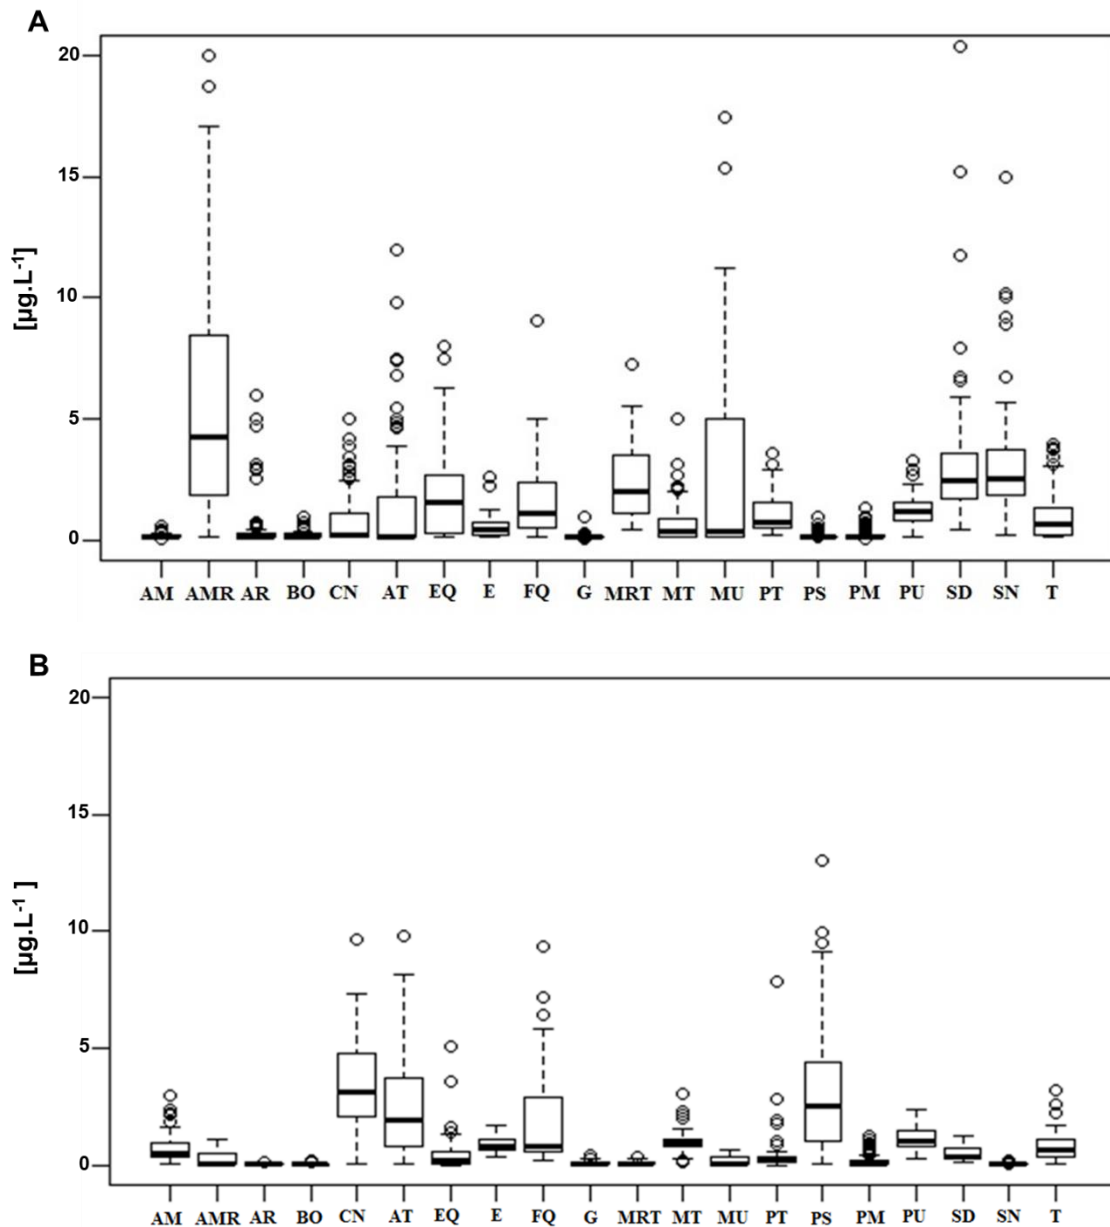 A
20
15
10
5
0
[µg.L-1]
AM AMR AR BO CN AT EQ E FQ G MRT MT MU PT PS PM PU SD SN T
B
20
15
10
5
0
[µg.L-1 ]
AM AMR AR BO CN AT EQ E FQ G MRT MT MU PT PS PM PU SD SN T